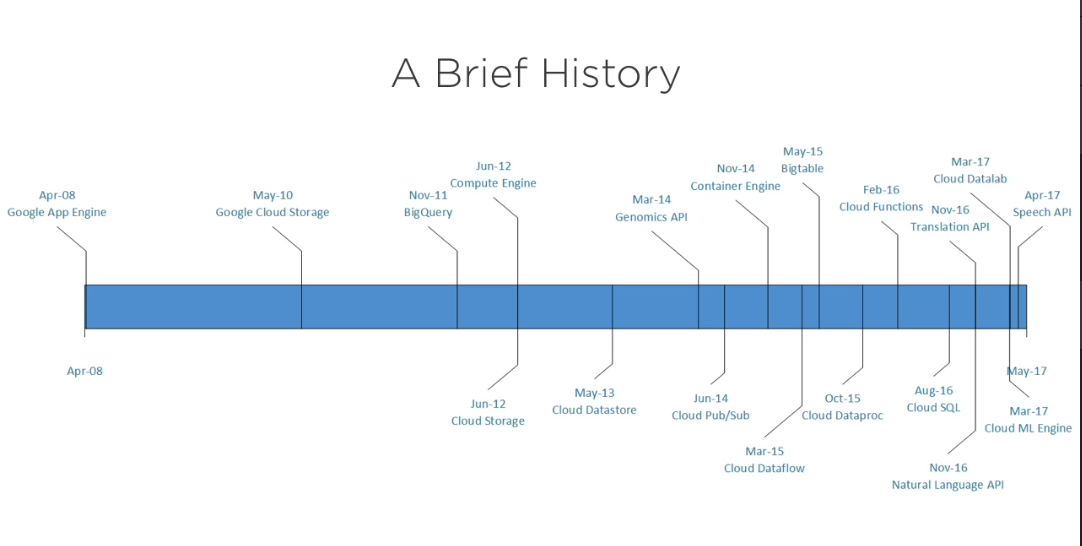 A Brief History
Apr-08
Google App Engine
May-10
Google Cloud Storage
Nov-11
BigQuery
Jun-12
Compute Engine
Mar-14
Genomics API
Nov-14
Container Engine
May-15
Bigtable
Feb-16
Cloud Functions
Nov-16
Translation API
Mar-17
Cloud Datalab
Apr-17
Speech API
Apr-08
Jun-12
Cloud Storage
May-13
Cloud Datastore
Jun-14
Cloud Pub/Sub
Mar-15
Cloud Dataflow
Oct-15
Cloud Dataproc
Aug-16
Cloud SQL
Nov-16
Natural Language API
May-17
Mar-17
Cloud ML Engine